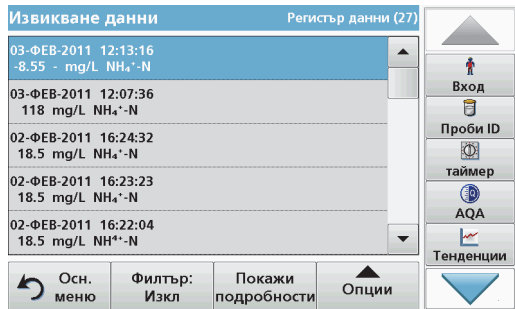 Извикване данни
Регистър данни (27)
03-ФЕВ-2011 12:13:16
-8.55 - mg/L NH₄⁺-N
03-ФЕВ-2011 12:07:36
118 mg/L NH₄⁺-N
02-ФЕВ-2011 16:24:32
18.5 mg/L NH₄⁺-N
02-ФЕВ-2011 16:23:23
18.5 mg/L NH₄⁺-N
02-ФЕВ-2011 16:22:04
18.5 mg/L NH⁴⁺-N
Вход
Проби ID
таймер
AQA
Тенденции
Осн.
меню
Филтър:
Изкл
Покажи
подробности
Опции